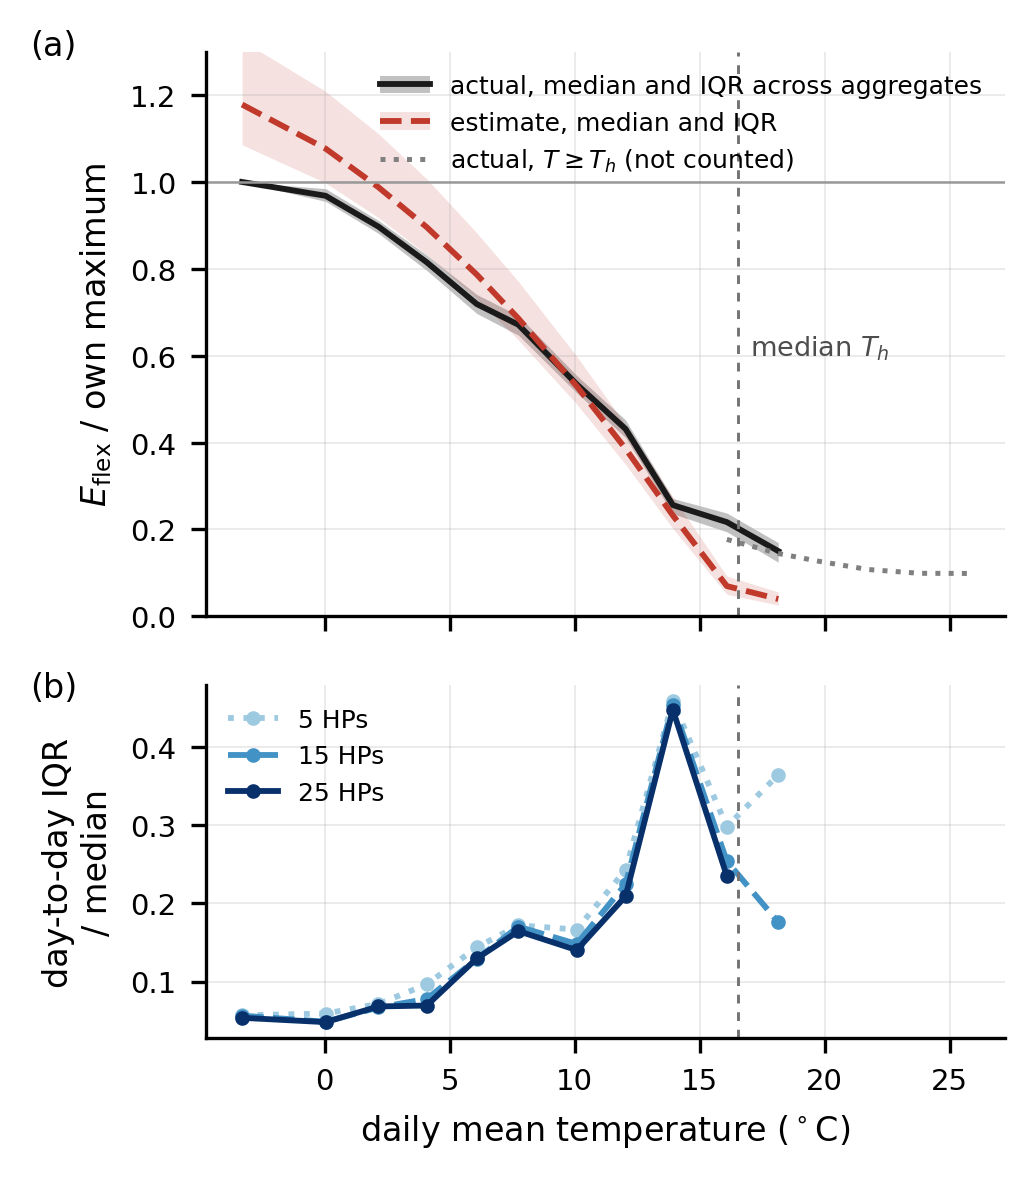 (a)
actual, median and IQR across aggregates
estimate, median and IQR
actual, T ≥ Tₕ (not counted)
1.2
1.0
0.8
0.6
0.4
0.2
0.0
E_flex / own maximum
median Tₕ
(b)
5 HPs
15 HPs
25 HPs
0.4
0.3
0.2
0.1
day-to-day IQR
/ median
0 5 10 15 20 25
daily mean temperature (°C)